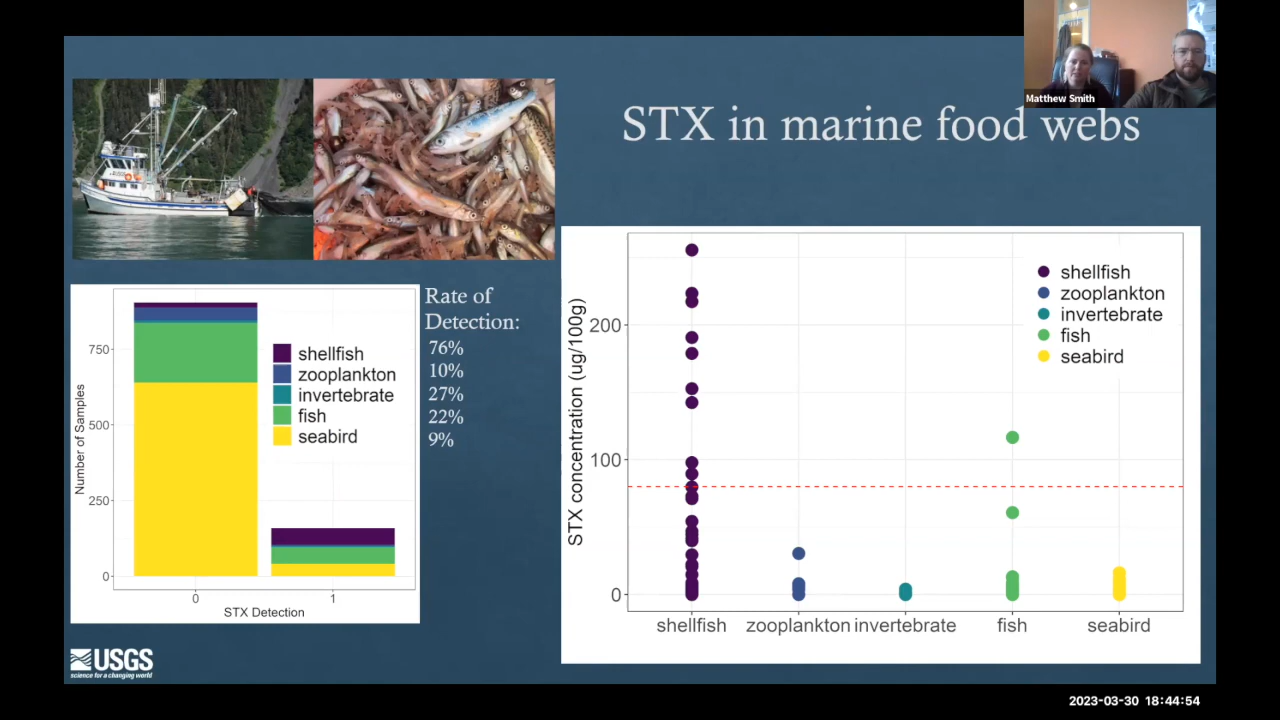 Matthew Smith
STX in marine food webs
Rate of
Detection:
76%
10%
27%
22%
9%
Number of Samples
750
500
250
0
shellfish
zooplankton
invertebrate
fish
seabird
0
1
STX Detection
STX concentration (ug/100g)
200
100
0
shellfish
zooplankton
invertebrate
fish
seabird
shellfish
zooplankton
invertebrate
fish
seabird
USGS
science for a changing world
2023-03-30 18:44:54